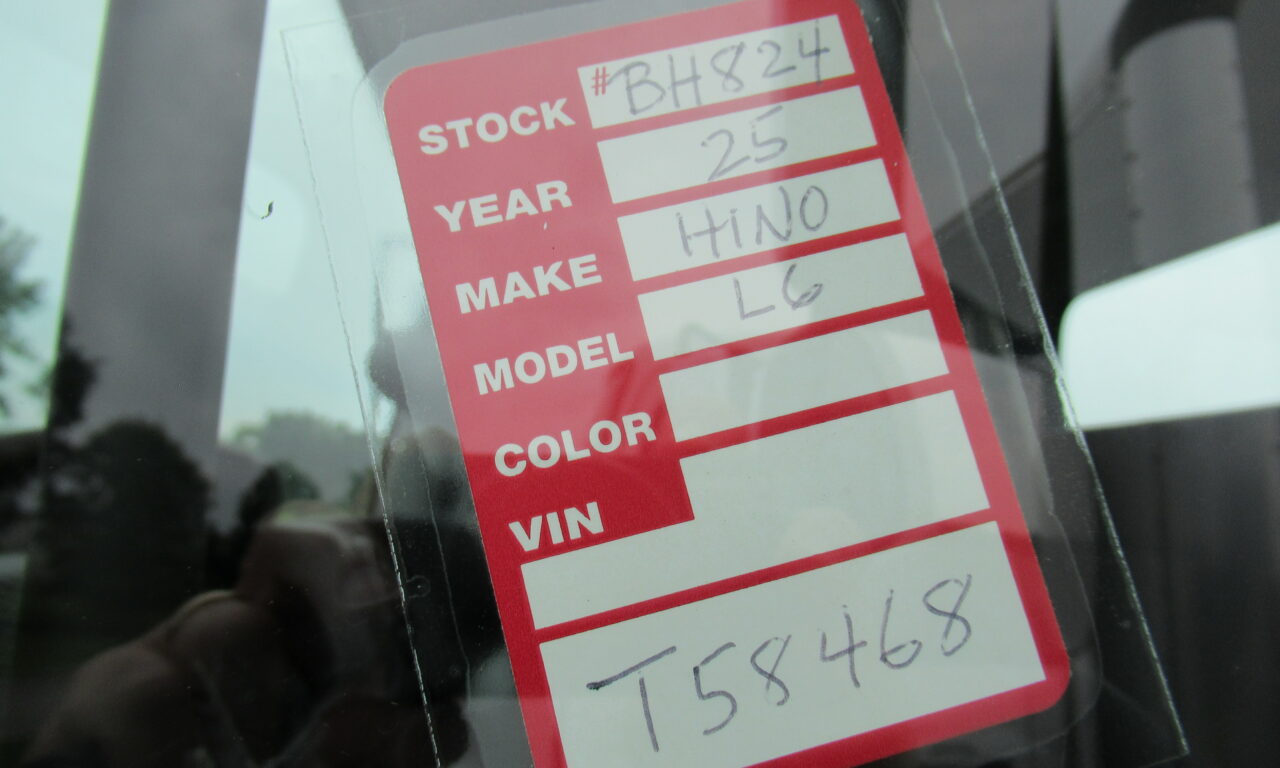 STOCK #BH824
YEAR 25
MAKE HiNO
MODEL L6
COLOR
VIN
T58468